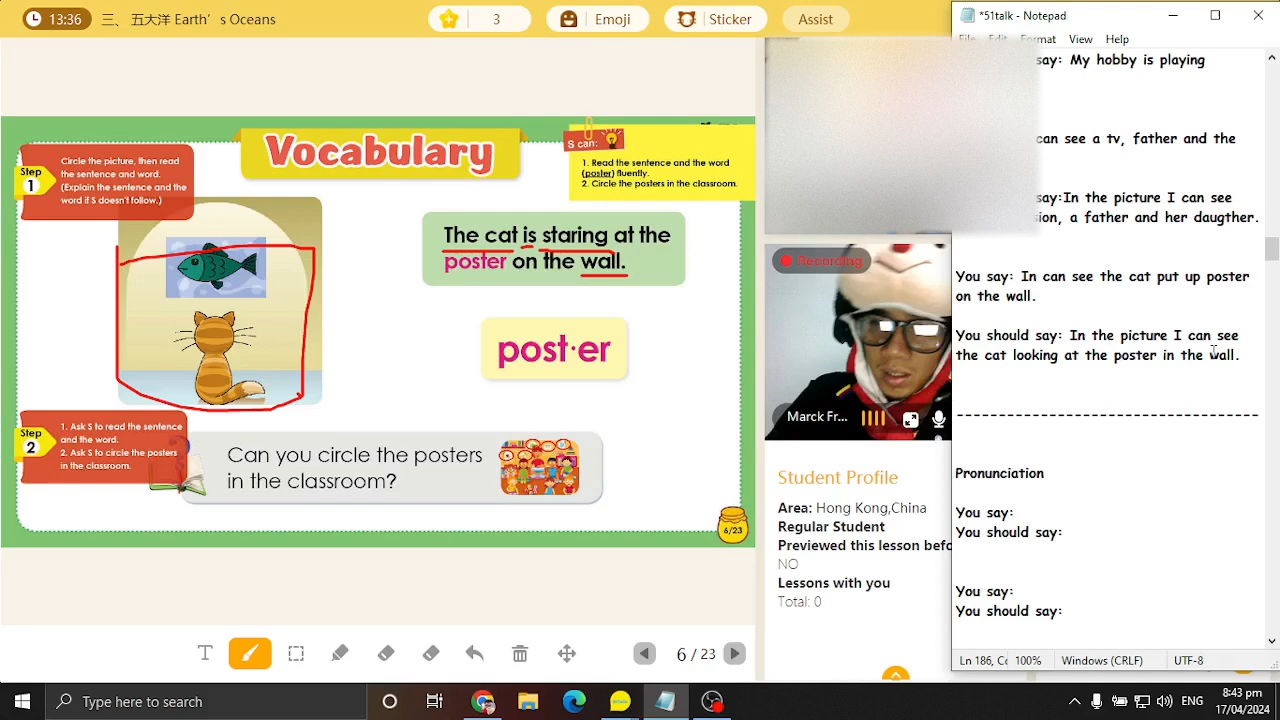 13:36
三、五大洋 Earth's Oceans
3
Emoji
Sticker
Assist
Vocabulary
Step
1
Circle the picture, then read
the sentence and word.
(Explain the sentence and the
word if S doesn't follow.)
S can:
1. Read the sentence and the word
(poster) fluently.
2. Circle the posters in the classroom.
The cat is staring at the
poster on the wall.
post·er
Step
2
1. Ask S to read the sentence
and the word.
2. Ask S to circle the posters
in the classroom.
Can you circle the posters
in the classroom?
6/23
6 / 23
Recording
Marck Fr...
Student Profile
Area: Hong Kong,China
Regular Student
Previewed this lesson befo
NO
Lessons with you
Total: 0
*51talk - Notepad
File Edit Format View Help
say: My hobby is playing
can see a tv, father and the
say:In the picture I can see
sion, a father and her daugther.
You say: In can see the cat put up poster
on the wall.
You should say: In the picture I can see
the cat looking at the poster in the wall.
-------------------------------------
Pronunciation
You say:
You should say:
You say:
You should say:
Ln 186, Co
100%
Windows (CRLF)
UTF-8
Type here to search
ENG
8:43 pm
17/04/2024